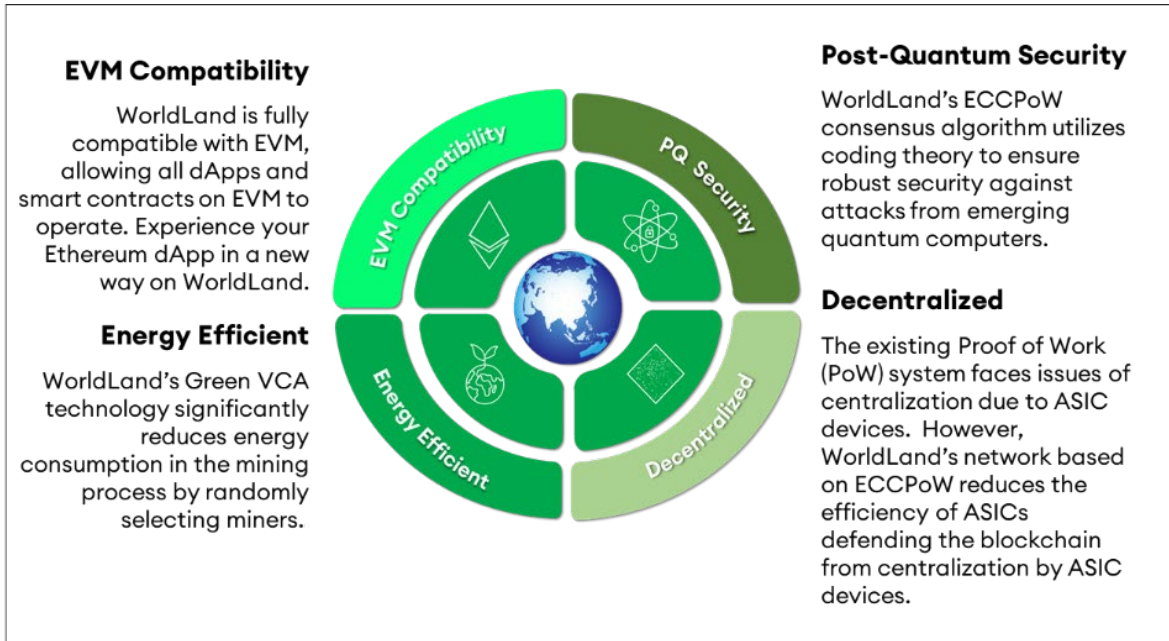 EVM Compatibility
WorldLand is fully
compatible with EVM,
allowing all dApps and
smart contracts on EVM to
operate. Experience your
Ethereum dApp in a new
way on WorldLand.
Energy Efficient
WorldLand's Green VCA
technology significantly
reduces energy
consumption in the mining
process by randomly
selecting miners.
EVM Compatibility
PQ Security
Energy Efficient
Decentralized
Post-Quantum Security
WorldLand's ECCPoW
consensus algorithm utilizes
coding theory to ensure
robust security against
attacks from emerging
quantum computers.
Decentralized
The existing Proof of Work
(PoW) system faces issues of
centralization due to ASIC
devices. However,
WorldLand's network based
on ECCPoW reduces the
efficiency of ASICs
defending the blockchain
from centralization by ASIC
devices.